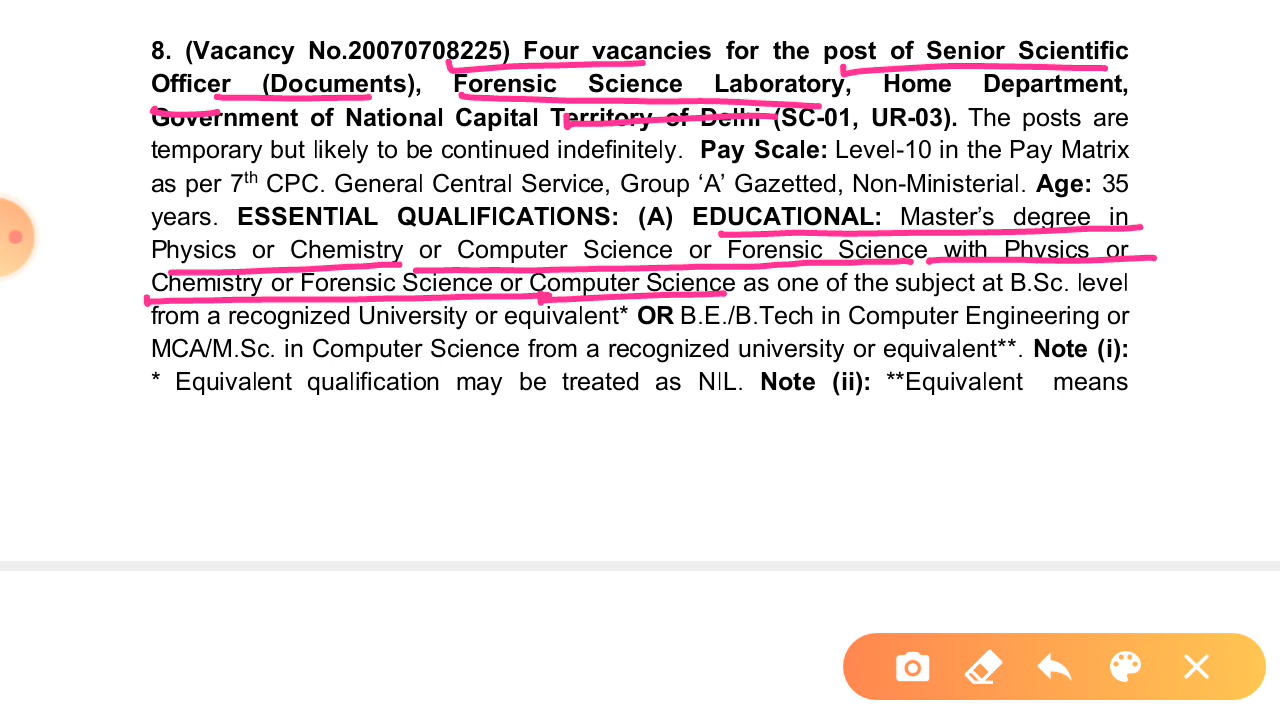 8. (Vacancy No.20070708225) Four vacancies for the post of Senior Scientific
Officer (Documents), Forensic Science Laboratory, Home Department,
Government of National Capital Territory of Delhi (SC-01, UR-03). The posts are
temporary but likely to be continued indefinitely. Pay Scale: Level-10 in the Pay Matrix
as per 7th CPC. General Central Service, Group ‘A’ Gazetted, Non-Ministerial. Age: 35
years. ESSENTIAL QUALIFICATIONS: (A) EDUCATIONAL: Master’s degree in
Physics or Chemistry or Computer Science or Forensic Science with Physics or
Chemistry or Forensic Science or Computer Science as one of the subject at B.Sc. level
from a recognized University or equivalent* OR B.E./B.Tech in Computer Engineering or
MCA/M.Sc. in Computer Science from a recognized university or equivalent**. Note (i):
* Equivalent qualification may be treated as NIL. Note (ii): **Equivalent means